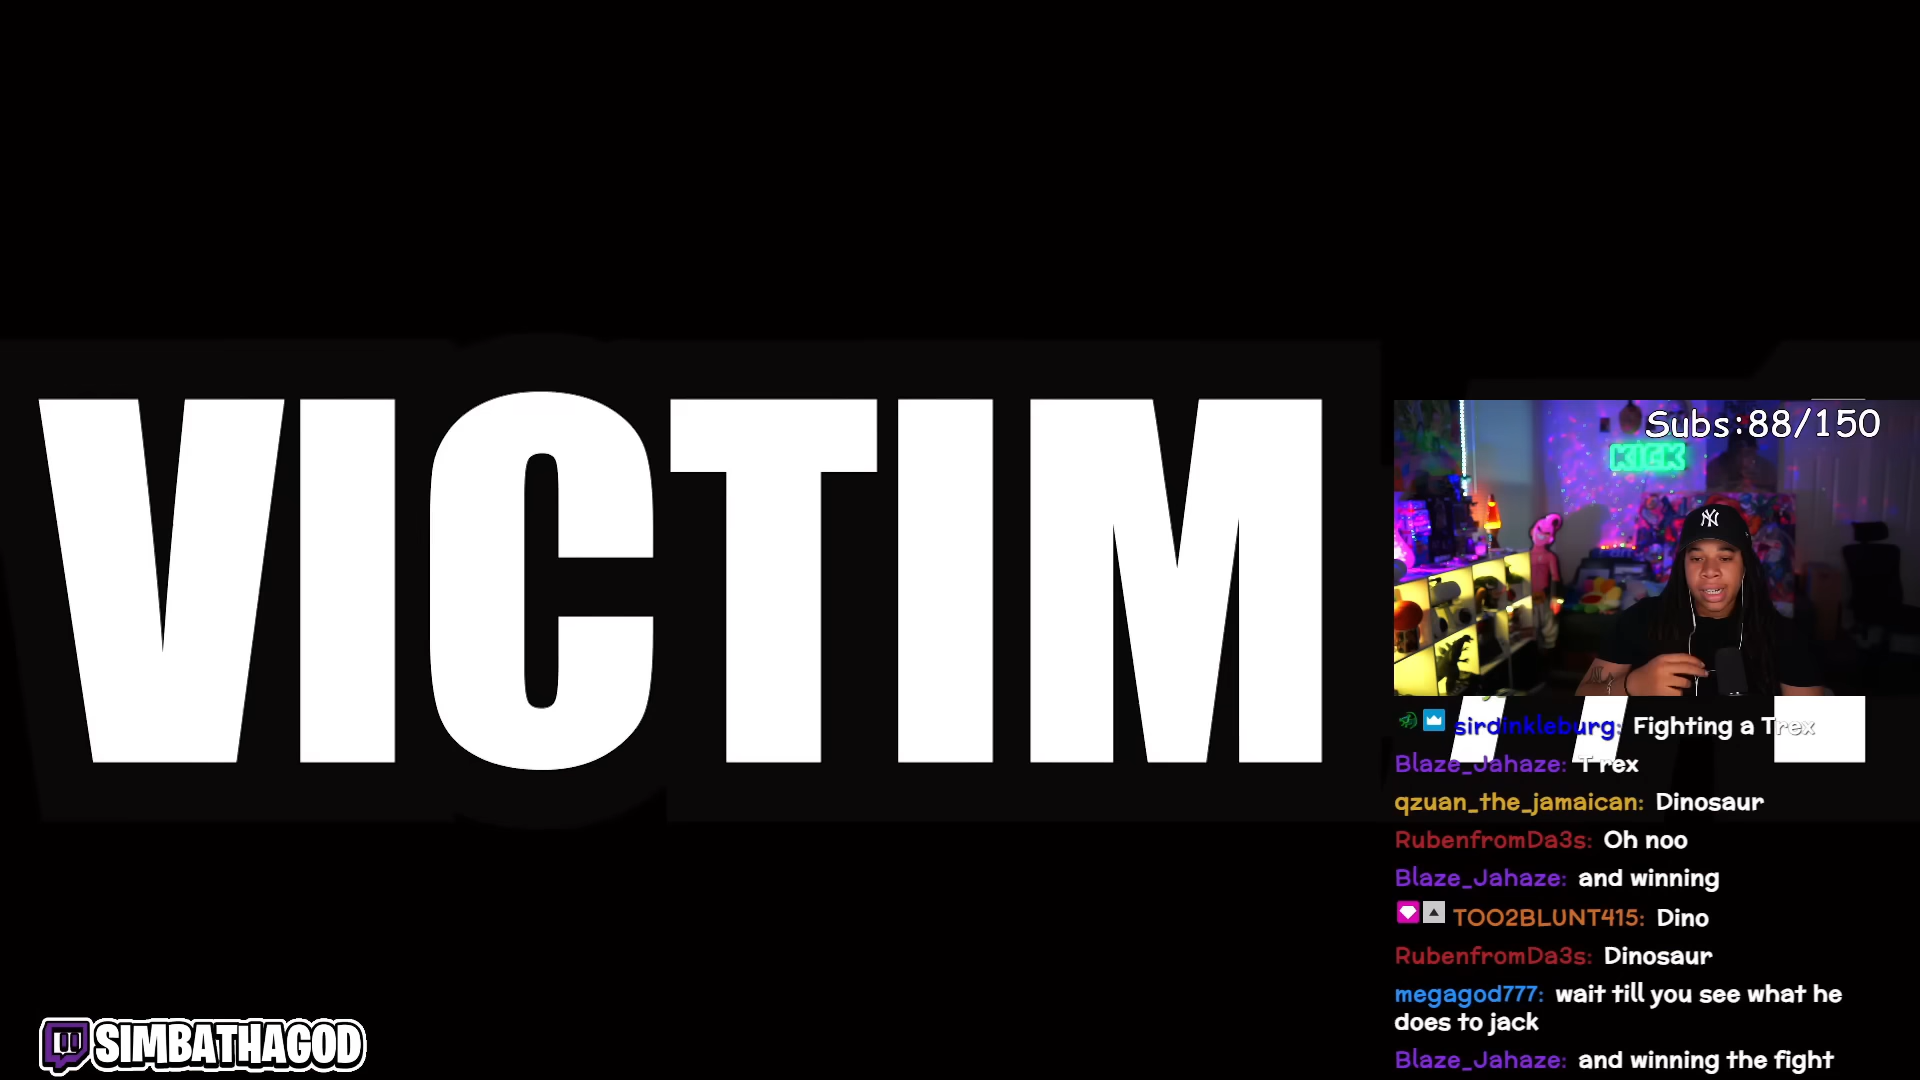 VICTIM
Subs:88/150
KICK
NY
sirdinkleburg: Fighting a Trex
Blaze_Jahaze: T rex
qzuan_the_jamaican: Dinosaur
RubenfromDa3s: Oh noo
Blaze_Jahaze: and winning
TOO2BLUNT415: Dino
RubenfromDa3s: Dinosaur
megagod777: wait till you see what he
does to jack
Blaze_Jahaze: and winning the fight
SIMBATHAGOD